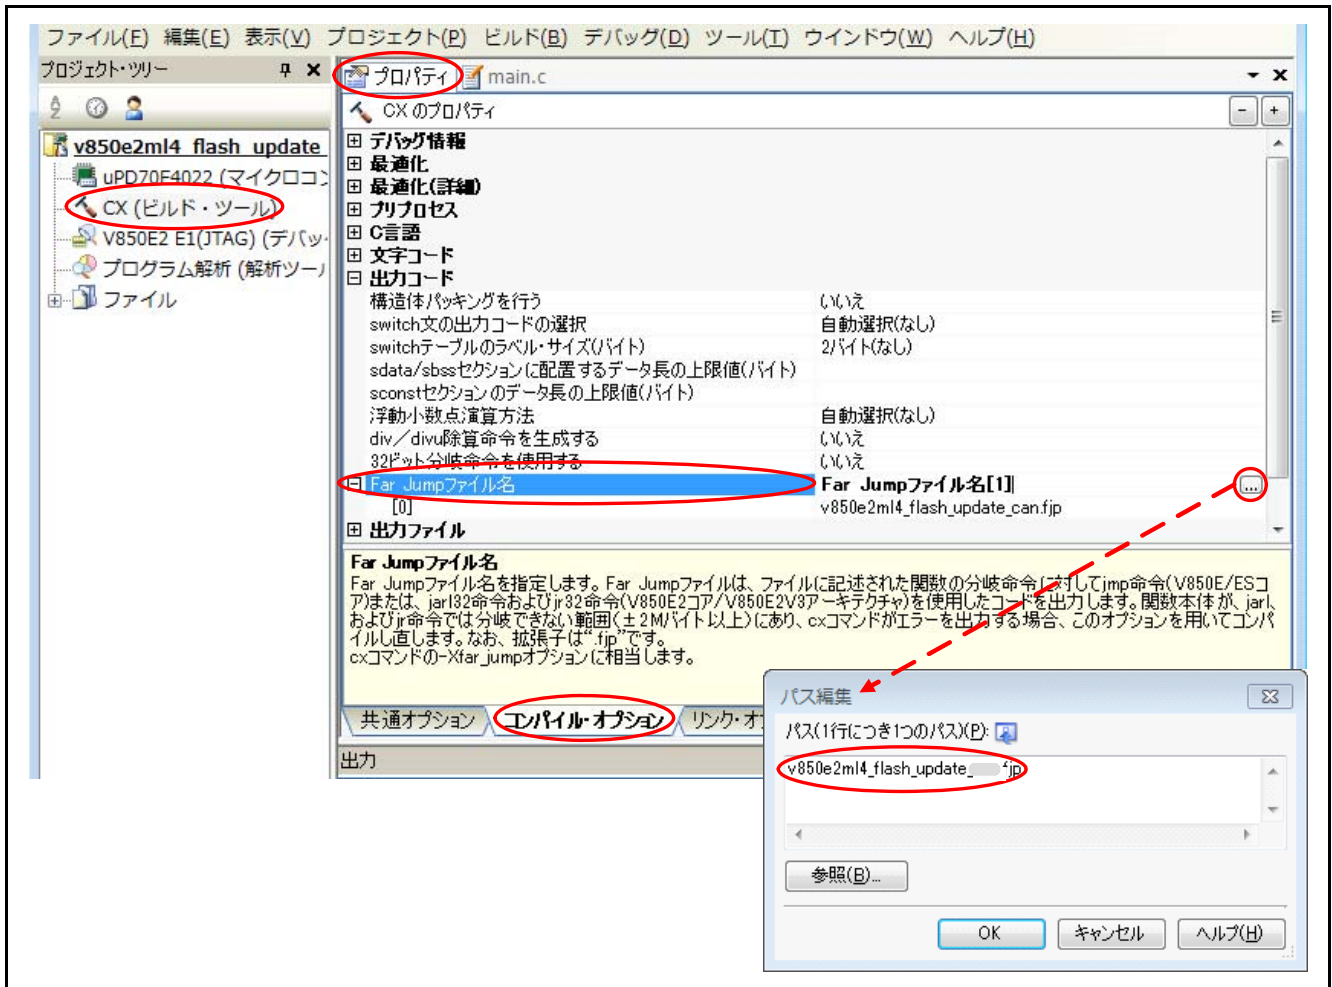 ファイル(F) 編集(E) 表示(V) プロジェクト(P) ビルド(B) デバッグ(D) ツール(T) ウインドウ(W) ヘルプ(H)
プロジェクト・ツリー
v850e2ml4_flash_update_
uPD70F4022 (マイクロコン
CX (ビルド・ツール)
V850E2 E1(JTAG) (デバッ
プログラム解析 (解析ツール
ファイル
プロパティ
main.c
CX のプロパティ
デバッグ情報
最適化
最適化(詳細)
プリプロセス
C言語
文字コード
出力コード
構造体パッキングを行う いいえ
switch文の出力コードの選択 自動選択(なし)
switchテーブルのラベル・サイズ(バイト) 2バイト(なし)
sdata/sbssセクションに配置するデータ長の上限値(バイト)
sconstセクションのデータ長の上限値(バイト)
浮動小数点演算方法 自動選択(なし)
div／divu除算命令を生成する いいえ
32ビット分岐命令を使用する いいえ
Far Jumpファイル名 Far Jumpファイル名[1] ...
[0] v850e2ml4_flash_update_can.fjp
出力ファイル
Far Jumpファイル名
Far Jumpファイル名を指定します。Far Jumpファイルは、ファイルに記述された関数の分岐命令に対してjmp命令(V850E/ESコ
ア)または、jarl32命令およびjr32命令(V850E2コア/V850E2V3アーキテクチャ)を使用したコードを出力します。関数本体が、jarl、
およびjr命令では分岐できない範囲(±2Mバイト以上)にあり、cxコマンドがエラーを出力する場合、このオプションを用いてコンパ
イルし直します。なお、拡張子は“.fjp”です。
cxコマンドの-Xfar_jumpオプションに相当します。
共通オプション コンパイル・オプション リンク・オ
出力
パス編集
パス(1行につき1つのパス)(P):
v850e2ml4_flash_update_ fjp
参照(B)...
OK キャンセル ヘルプ(H)